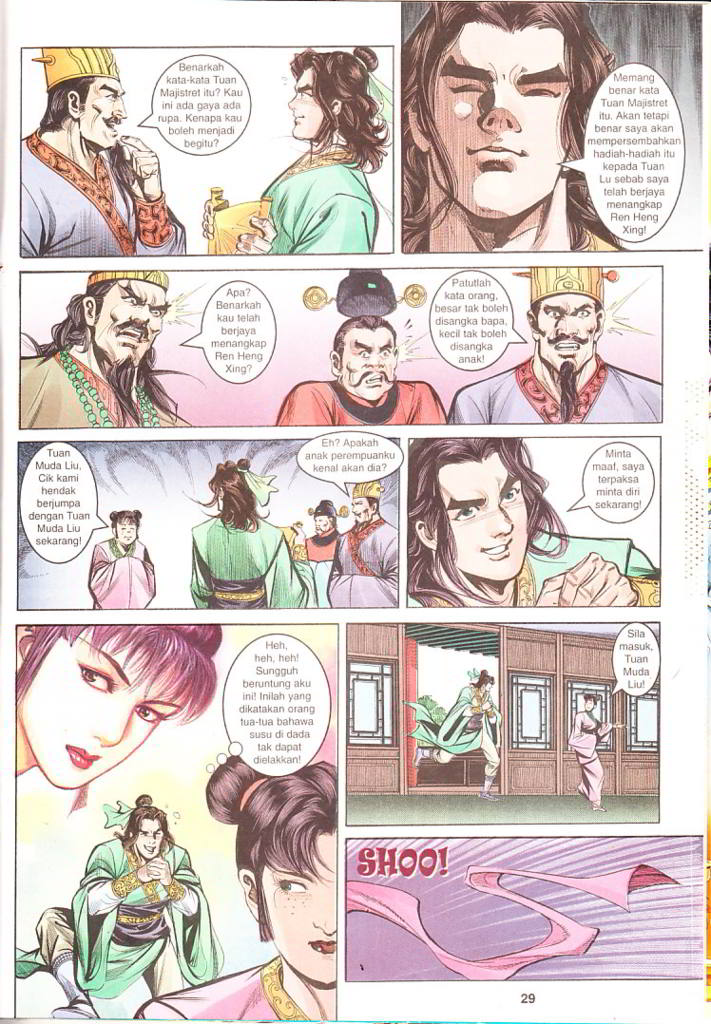 Benarkah
kata-kata Tuan
Majistret itu? Kau
ini ada gaya ada
rupa. Kenapa kau
boleh menjadi
begitu?
Memang
benar kata
Tuan Majistret
itu. Akan tetapi
benar saya akan
mempersembahkan
hadiah-hadiah itu
kepada Tuan
Lu sebab saya
telah berjaya
menangkap
Ren Heng
Xing!
Apa?
Benarkah
kau telah
berjaya
menangkap
Ren Heng
Xing?
Patutlah
kata orang,
besar tak boleh
disangka bapa,
kecil tak boleh
disangka
anak!
Tuan
Muda Liu,
Cik kami
hendak
berjumpa
dengan Tuan
Muda Liu
sekarang!
Eh? Apakah
anak perempuanku
kenal akan dia?
Minta
maaf, saya
terpaksa
minta diri
sekarang!
Heh,
heh, heh!
Sungguh
beruntung aku
ini! Inilah yang
dikatakan orang
tua-tua bahawa
susu di dada
tak dapat
dielakkan!
Sila
masuk,
Tuan
Muda
Liu!
SHOO!
29